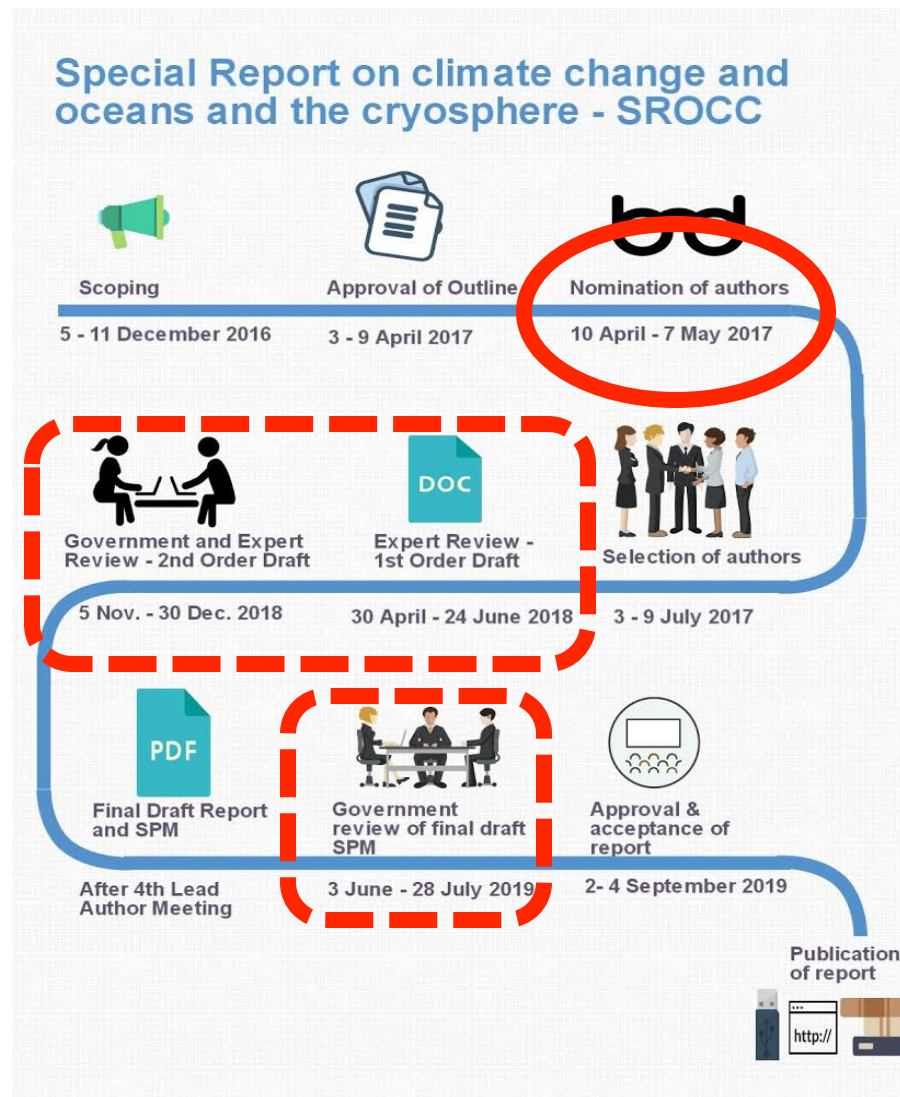 Special Report on climate change and
oceans and the cryosphere - SROCC
Scoping
5 - 11 December 2016
Approval of Outline
3 - 9 April 2017
Nomination of authors
10 April - 7 May 2017
Selection of authors
3 - 9 July 2017
DOC
Expert Review -
1st Order Draft
30 April - 24 June 2018
Government and Expert
Review - 2nd Order Draft
5 Nov. - 30 Dec. 2018
PDF
Final Draft Report
and SPM
After 4th Lead
Author Meeting
Government
review of final draft
SPM
3 June - 28 July 2019
Approval &
acceptance of
report
2- 4 September 2019
Publication
of report
http://